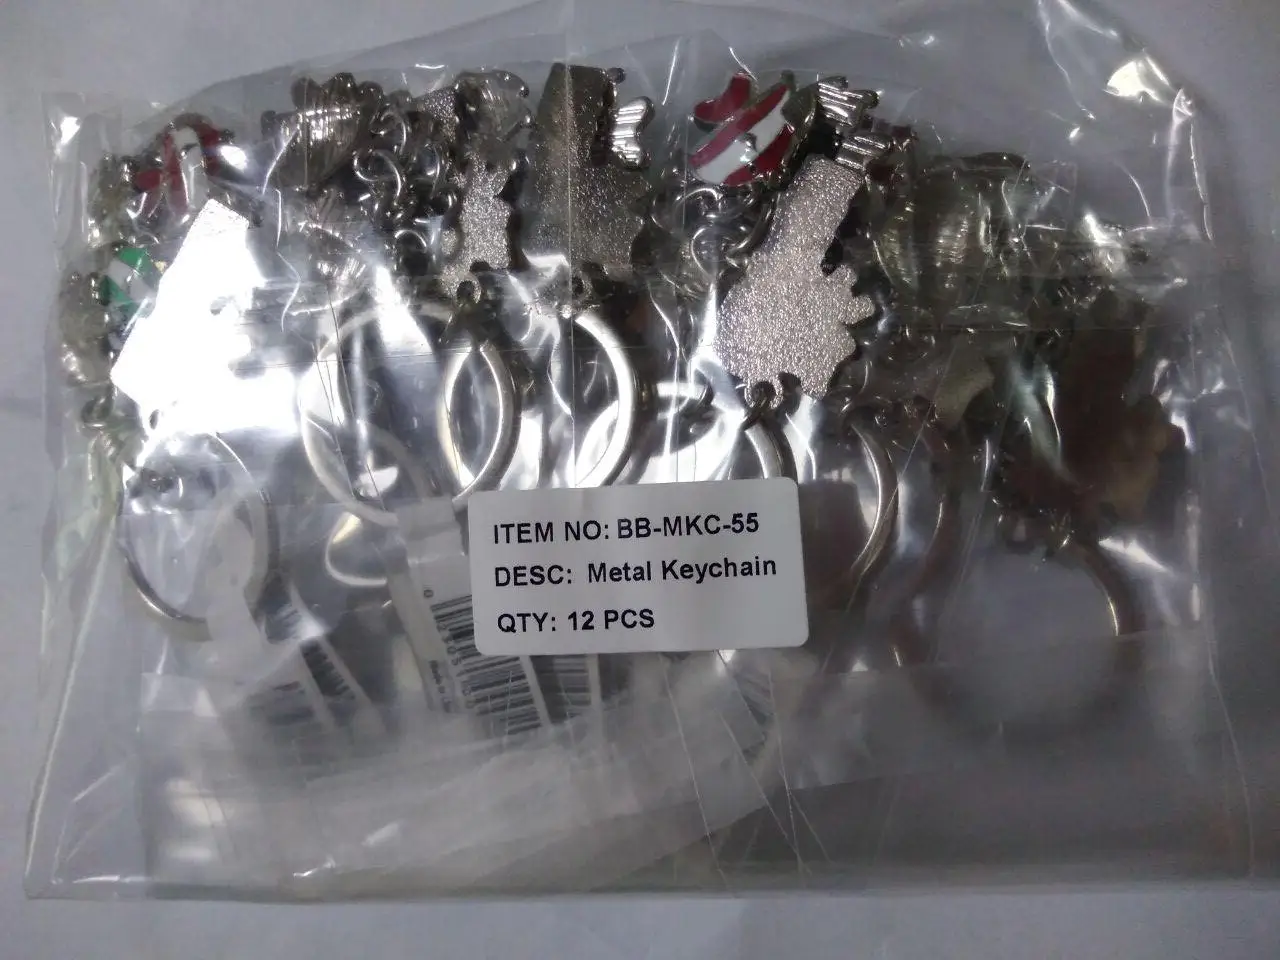 ITEM NO: BB-MKC-55
DESC: Metal Keychain
QTY: 12 PCS